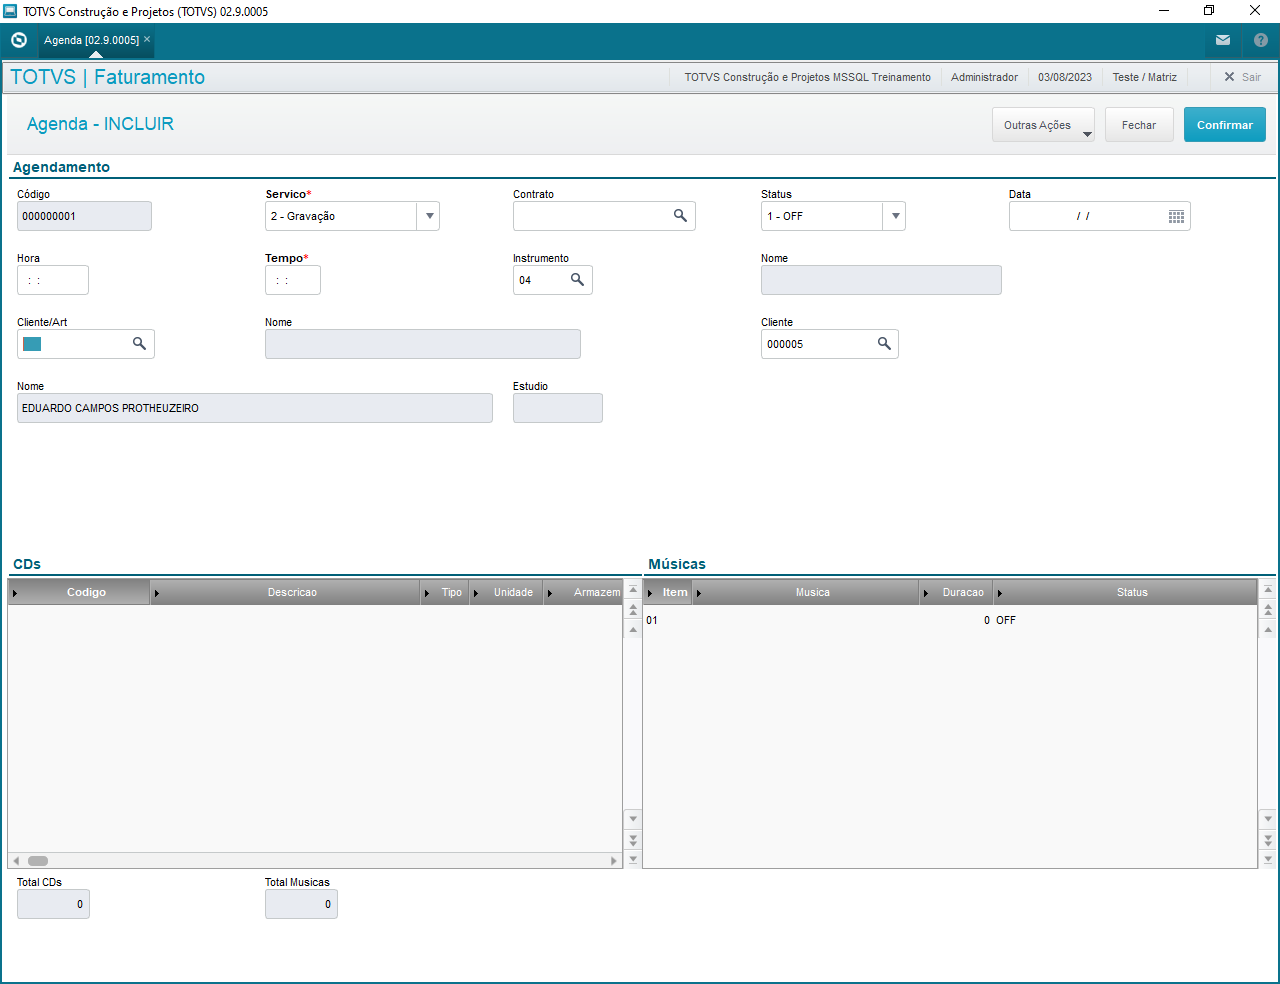 TOTVS Construção e Projetos (TOTVS) 02.9.0005
Agenda [02.9.0005]
TOTVS | Faturamento
TOTVS Construção e Projetos MSSQL Treinamento
Administrador
03/08/2023
Teste / Matriz
Sair
Agenda - INCLUIR
Outras Ações
Fechar
Confirmar
Agendamento
Código
Servico*
Contrato
Status
Data
000000001
2 - Gravação
1 - OFF
/ /
Hora
Tempo*
Instrumento
Nome
: :
: :
04
Cliente/Art
Nome
Cliente
000005
Nome
Estudio
EDUARDO CAMPOS PROTHEUZEIRO
CDs
Músicas
Codigo
Descricao
Tipo
Unidade
Armazem
Item
Musica
Duracao
Status
01
0
OFF
Total CDs
Total Musicas
0
0